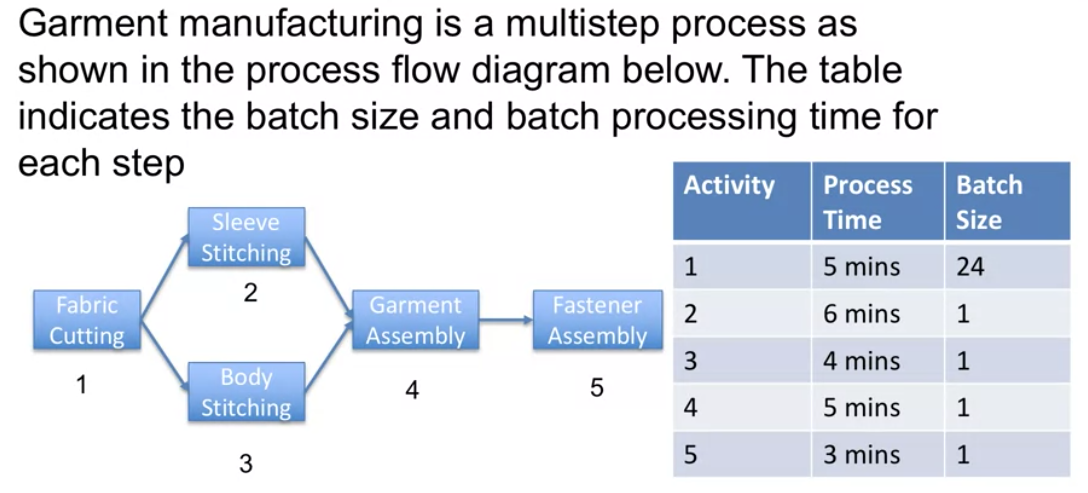 Garment manufacturing is a multistep process as
shown in the process flow diagram below. The table
indicates the batch size and batch processing time for
each step
Sleeve
Stitching
2
Fabric
Cutting
1
Body
Stitching
3
Garment
Assembly
4
Fastener
Assembly
5
Activity Process Time Batch Size
1 5 mins 24
2 6 mins 1
3 4 mins 1
4 5 mins 1
5 3 mins 1